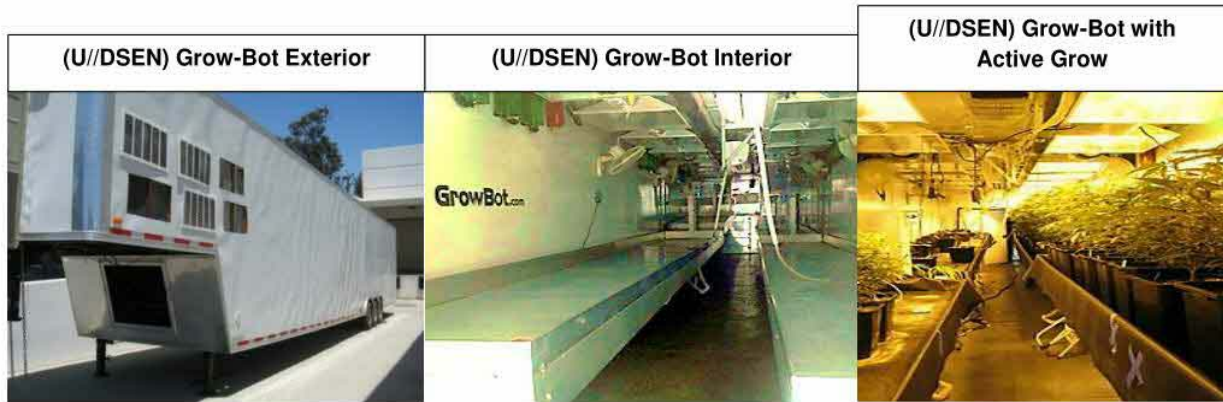 (U//DSEN) Grow-Bot Exterior
(U//DSEN) Grow-Bot Interior
(U//DSEN) Grow-Bot with
Active Grow
GrowBot.com
X